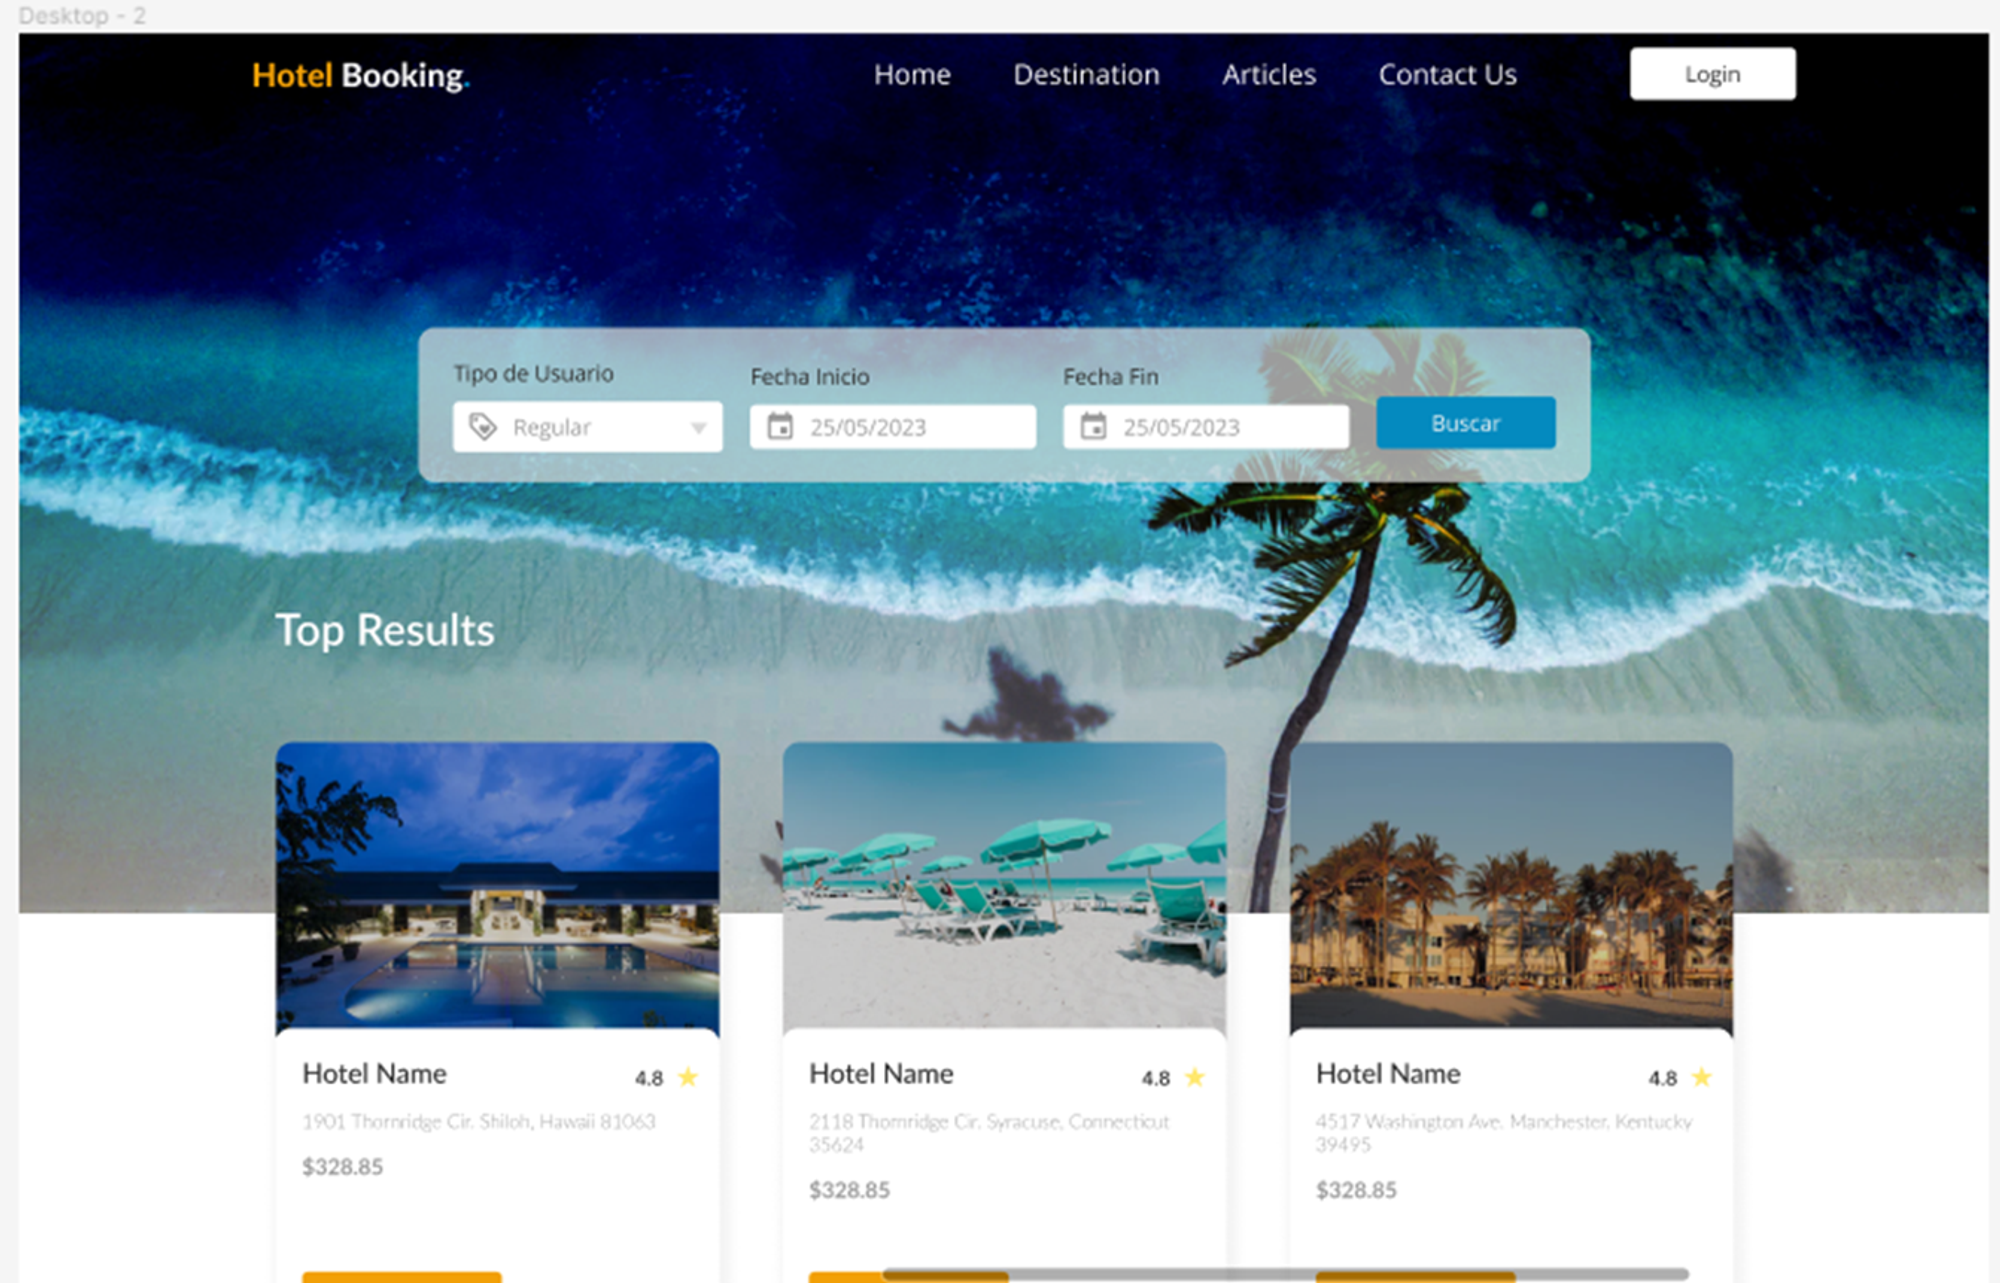 Desktop - 2
Hotel Booking.
Home Destination Articles Contact Us Login
Tipo de Usuario Fecha Inicio Fecha Fin
Regular 25/05/2023 25/05/2023 Buscar
Top Results
Hotel Name 4.8
1901 Thornridge Cir. Shiloh, Hawaii 81063
$328.85
Hotel Name 4.8
2118 Thornridge Cir. Syracuse, Connecticut
35624
$328.85
Hotel Name 4.8
4517 Washington Ave. Manchester, Kentucky
39495
$328.85